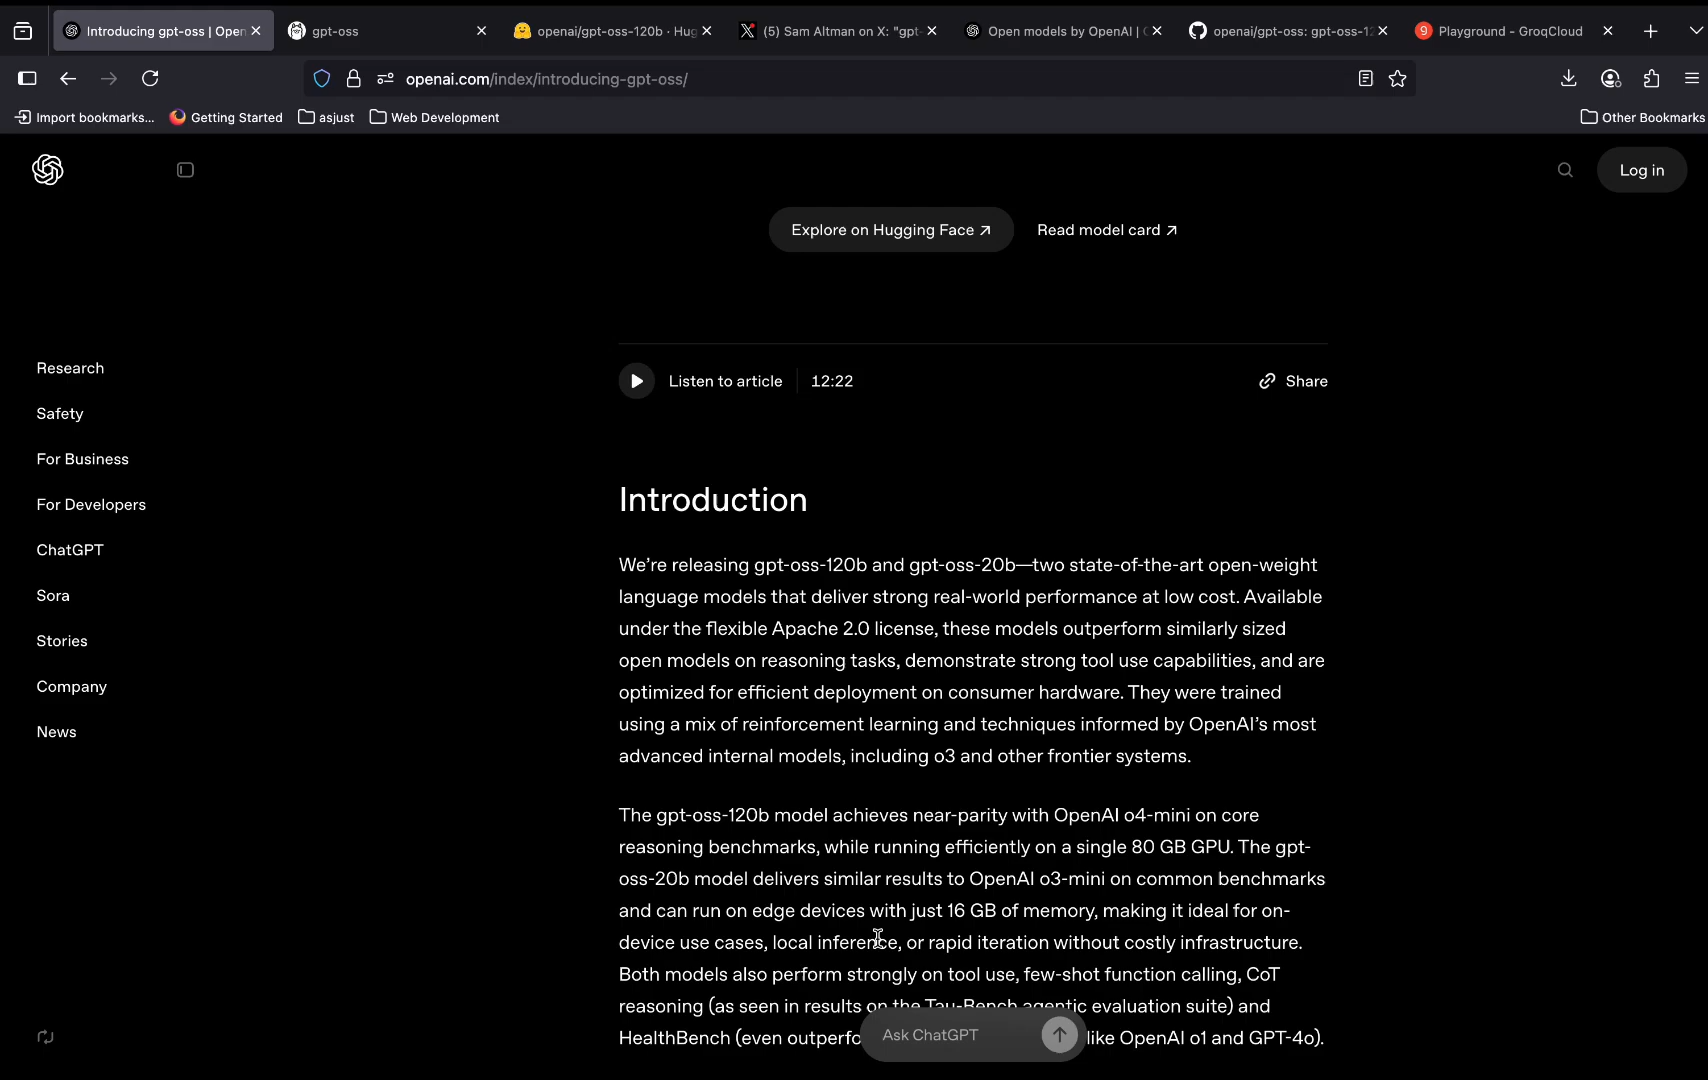 Introducing gpt-oss | Open
gpt-oss
openai/gpt-oss-120b · Hug
(5) Sam Altman on X: "gpt-
Open models by OpenAI |
openai/gpt-oss: gpt-oss-12
Playground - GroqCloud
openai.com/index/introducing-gpt-oss/
Import bookmarks...
Getting Started
asjust
Web Development
Other Bookmarks
Log in
Explore on Hugging Face ↗
Read model card ↗
Listen to article
12:22
Share
Research
Safety
For Business
For Developers
ChatGPT
Sora
Stories
Company
News
Introduction
We’re releasing gpt-oss-120b and gpt-oss-20b—two state-of-the-art open-weight
language models that deliver strong real-world performance at low cost. Available
under the flexible Apache 2.0 license, these models outperform similarly sized
open models on reasoning tasks, demonstrate strong tool use capabilities, and are
optimized for efficient deployment on consumer hardware. They were trained
using a mix of reinforcement learning and techniques informed by OpenAI’s most
advanced internal models, including o3 and other frontier systems.
The gpt-oss-120b model achieves near-parity with OpenAI o4-mini on core
reasoning benchmarks, while running efficiently on a single 80 GB GPU. The gpt-
oss-20b model delivers similar results to OpenAI o3-mini on common benchmarks
and can run on edge devices with just 16 GB of memory, making it ideal for on-
device use cases, local inference, or rapid iteration without costly infrastructure.
Both models also perform strongly on tool use, few-shot function calling, CoT
reasoning (as seen in results on the Tau-Bench agentic evaluation suite) and
HealthBench (even outperfo
like OpenAI o1 and GPT-4o).
Ask ChatGPT